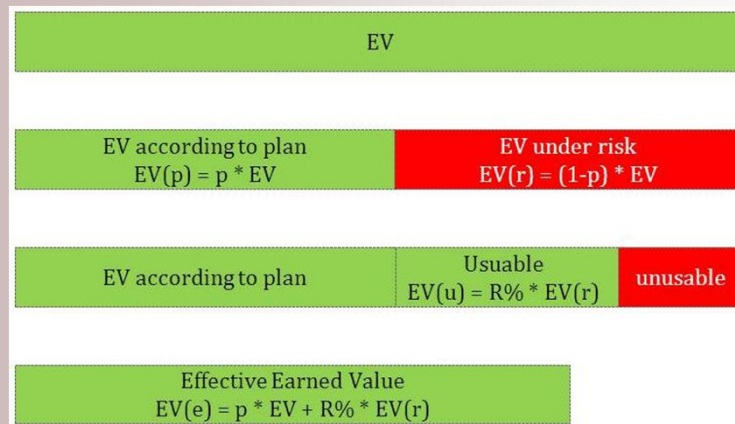 EV
EV according to plan
EV(p) = p * EV
EV under risk
EV(r) = (1-p) * EV
EV according to plan
Usuable
EV(u) = R% * EV(r)
unusable
Effective Earned Value
EV(e) = p * EV + R% * EV(r)